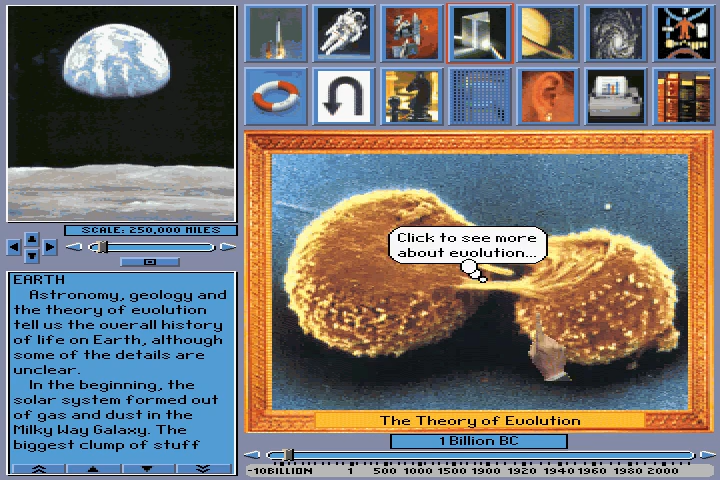 SCALE: 250,000 MILES
EARTH
Astronomy, geology and
the theory of evolution
tell us the overall history
of life on Earth, although
some of the details are
unclear.
In the beginning, the
solar system formed out
of gas and dust in the
Milky Way Galaxy. The
biggest clump of stuff
Click to see more
about evolution...
The Theory of Evolution
1 Billion BC
-10BILLION 1 500 1000 1500 1900 1920 1940 1960 1980 2000